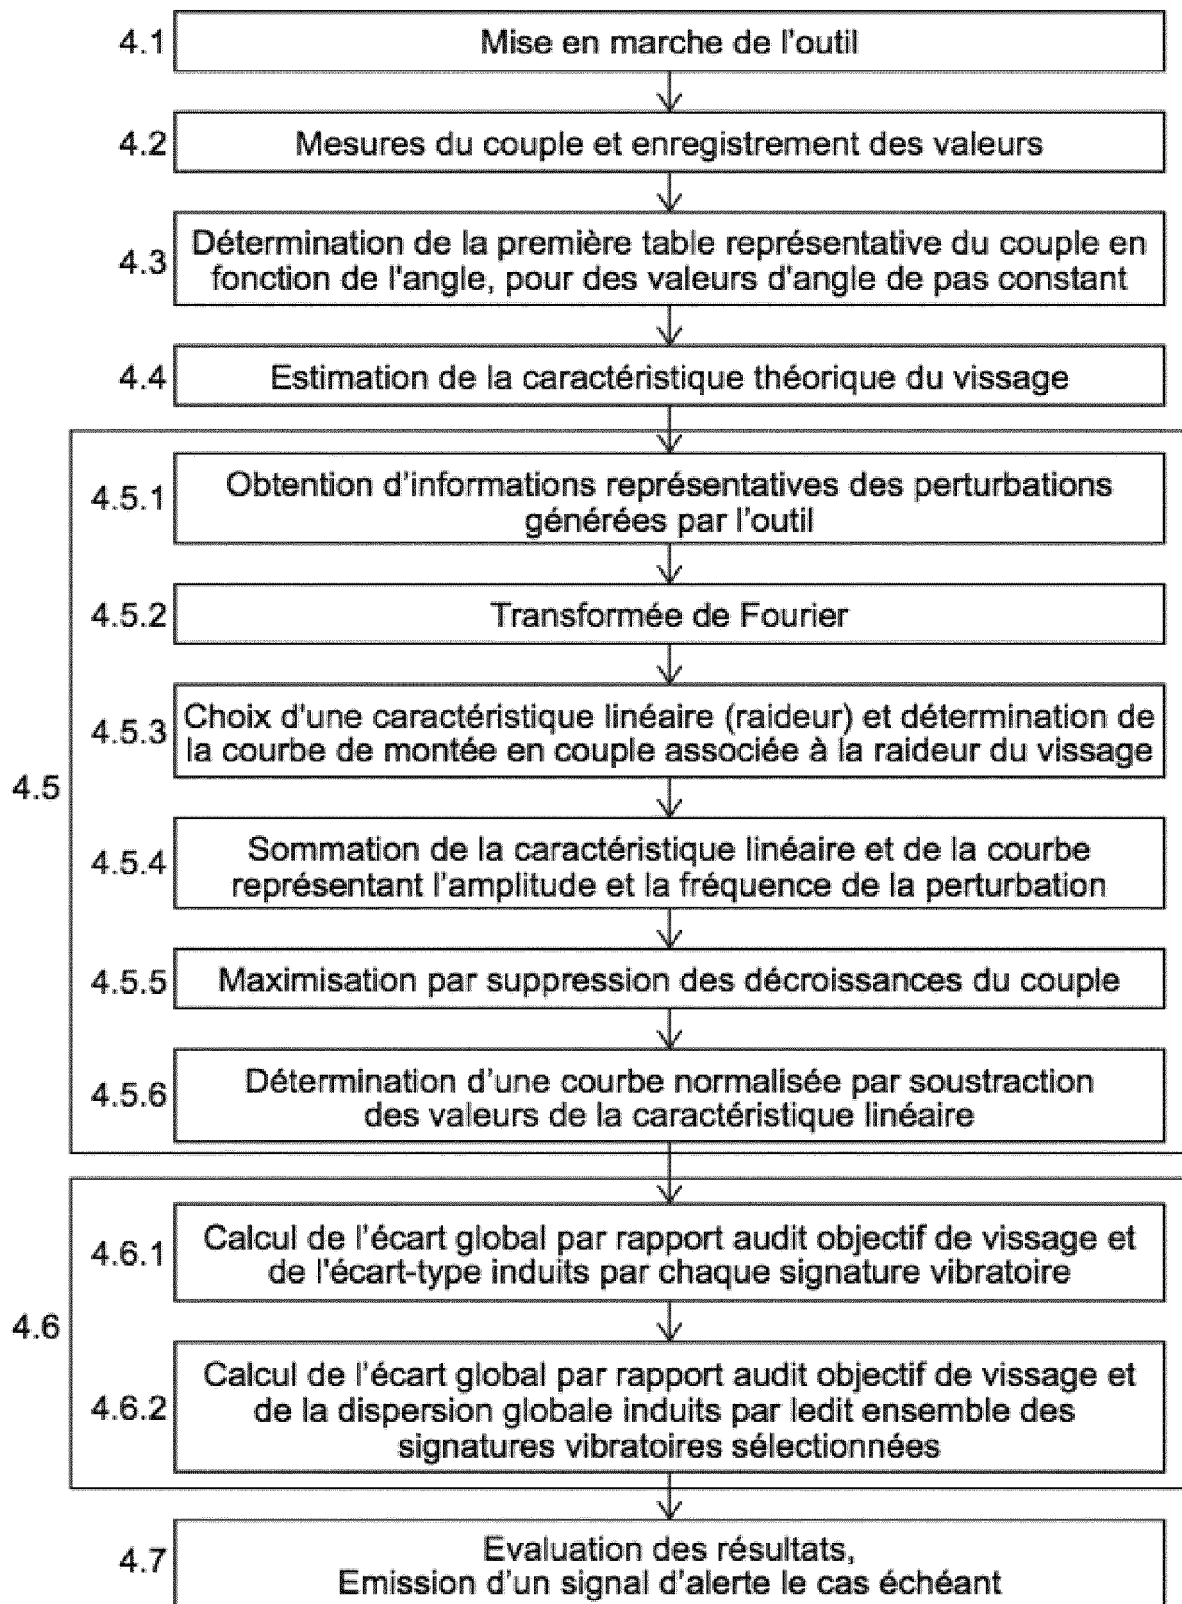 4.1 Mise en marche de l'outil
4.2 Mesures du couple et enregistrement des valeurs
4.3 Détermination de la première table représentative du couple en
fonction de l'angle, pour des valeurs d'angle de pas constant
4.4 Estimation de la caractéristique théorique du vissage
4.5
4.5.1 Obtention d'informations représentatives des perturbations
générées par l'outil
4.5.2 Transformée de Fourier
4.5.3 Choix d'une caractéristique linéaire (raideur) et détermination de
la courbe de montée en couple associée à la raideur du vissage
4.5.4 Sommation de la caractéristique linéaire et de la courbe
représentant l'amplitude et la fréquence de la perturbation
4.5.5 Maximisation par suppression des décroissances du couple
4.5.6 Détermination d'une courbe normalisée par soustraction
des valeurs de la caractéristique linéaire
4.6
4.6.1 Calcul de l'écart global par rapport audit objectif de vissage et
de l'écart-type induits par chaque signature vibratoire
4.6.2 Calcul de l'écart global par rapport audit objectif de vissage et
de la dispersion globale induits par ledit ensemble des
signatures vibratoires sélectionnées
4.7 Evaluation des résultats,
Emission d'un signal d'alerte le cas échéant